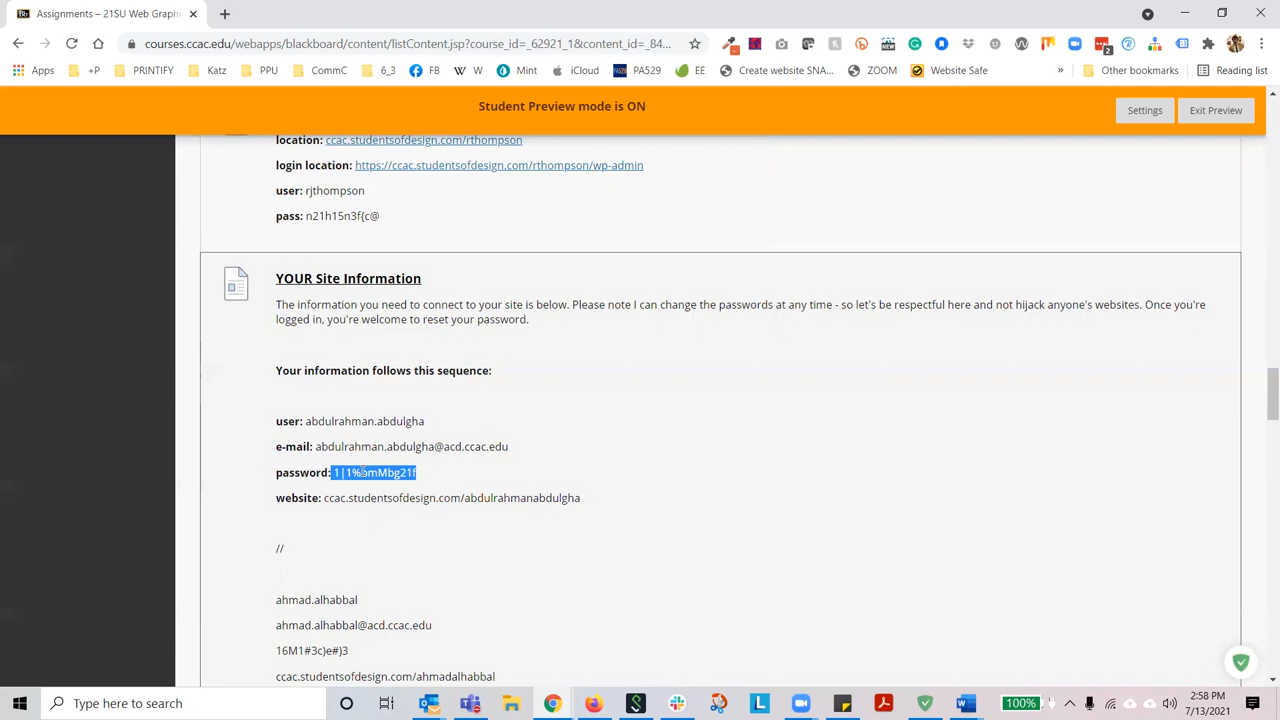 Assignments – 21SU Web Graphi
courses.ccac.edu/webapps/blackboard/content/listContent.jsp?course_id=_62921_1&content_id=_84...
Apps +P PRINTIFY Katz PPU CommC 6_3 FB W Mint iCloud PA529 EE Create website SNA... ZOOM Website Safe » Other bookmarks Reading list
Student Preview mode is ON Settings Exit Preview
location: ccac.studentsofdesign.com/rthompson
login location: https://ccac.studentsofdesign.com/rthompson/wp-admin
user: rjthompson
pass: n21h15n3f{c@
YOUR Site Information
The information you need to connect to your site is below. Please note I can change the passwords at any time - so let's be respectful here and not hijack anyone's websites. Once you're
logged in, you're welcome to reset your password.
Your information follows this sequence:
user: abdulrahman.abdulgha
e-mail: abdulrahman.abdulgha@acd.ccac.edu
password: 1|1%bmMbg21f
website: ccac.studentsofdesign.com/abdulrahmanabdulgha
//
ahmad.alhabbal
ahmad.alhabbal@acd.ccac.edu
16M1#3c)e#)3
ccac.studentsofdesign.com/ahmadalhabbal
Type here to search
100%
2:58 PM
7/13/2021